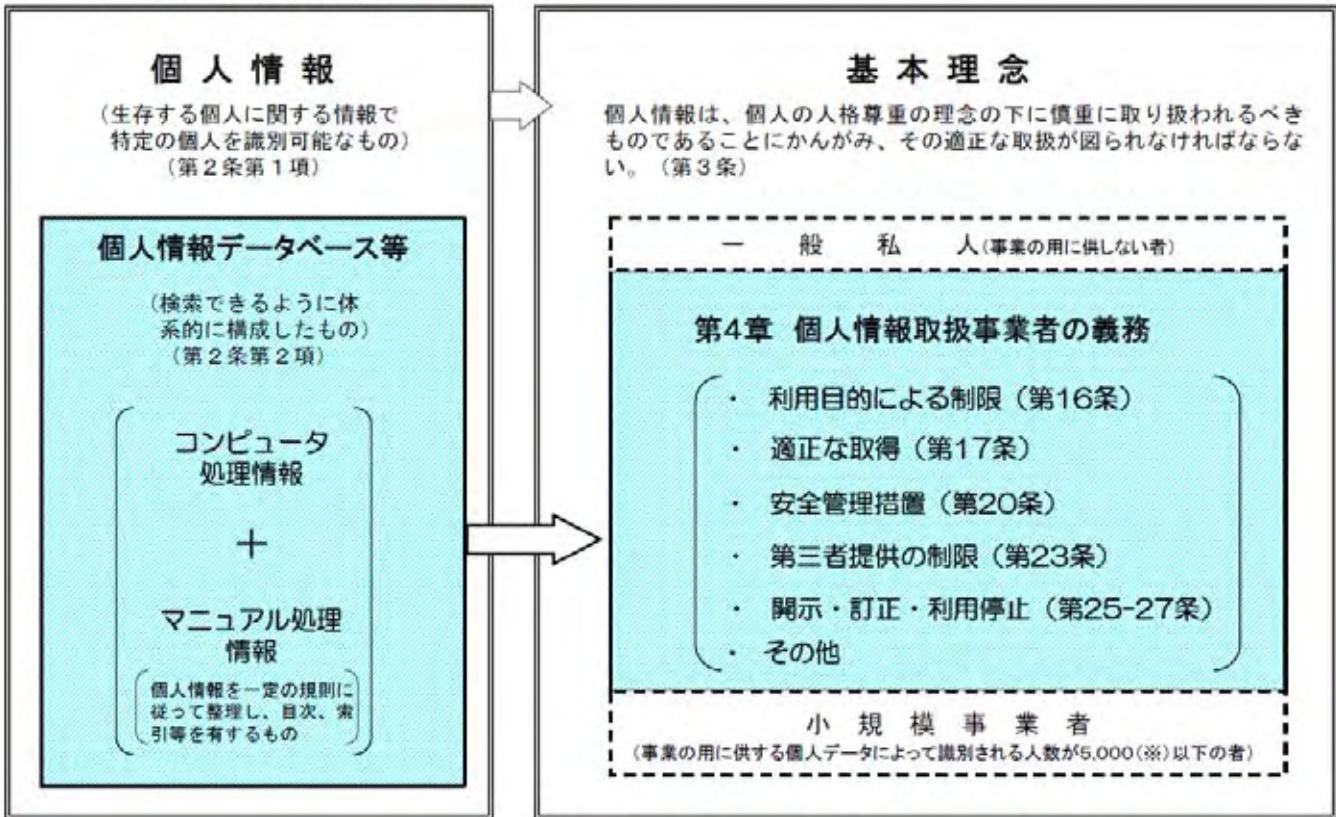 個人情報
（生存する個人に関する情報で
特定の個人を識別可能なもの）
（第２条第１項）
個人情報データベース等
（検索できるように体
系的に構成したもの）
（第２条第２項）
コンピュータ
処理情報
＋
マニュアル処理
情報
個人情報を一定の規則に
従って整理し、目次、索
引等を有するもの
基本理念
個人情報は、個人の人格尊重の理念の下に慎重に取り扱われるべき
ものであることにかんがみ、その適正な取扱が図られなければならな
い。（第３条）
一般私人（事業の用に供しない者）
第4章 個人情報取扱事業者の義務
・ 利用目的による制限（第16条）
・ 適正な取得（第17条）
・ 安全管理措置（第20条）
・ 第三者提供の制限（第23条）
・ 開示・訂正・利用停止（第25-27条）
・ その他
小規模事業者
（事業の用に供する個人データによって識別される人数が5,000(※)以下の者）